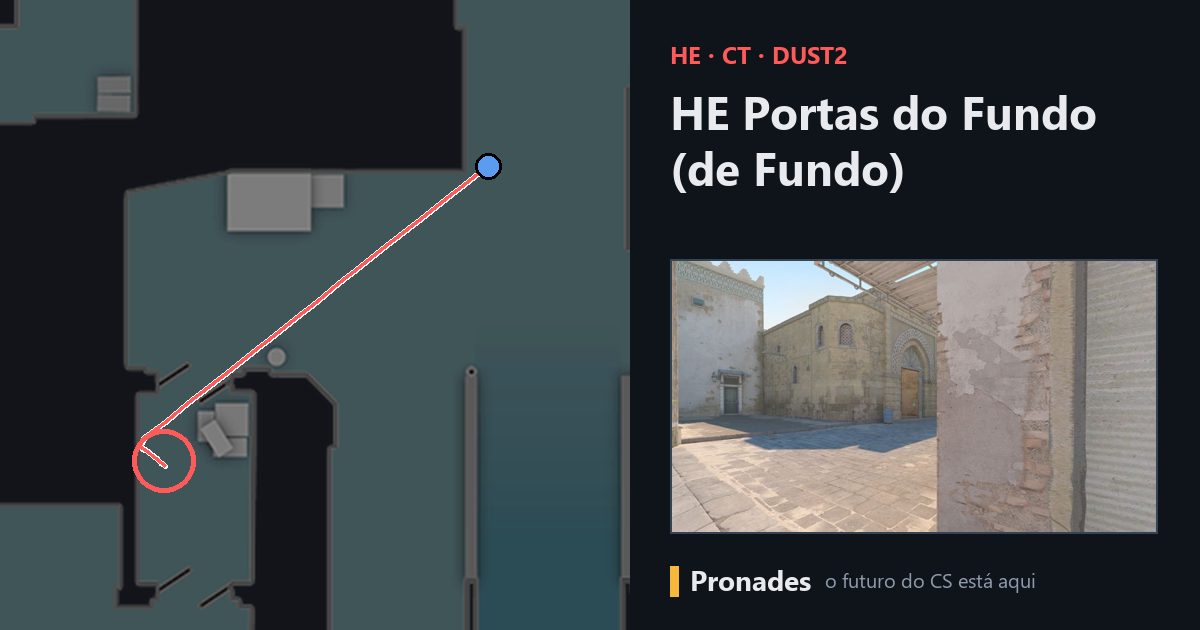 HE · CT · DUST2
HE Portas do Fundo
(de Fundo)
Pronades o futuro do CS está aqui